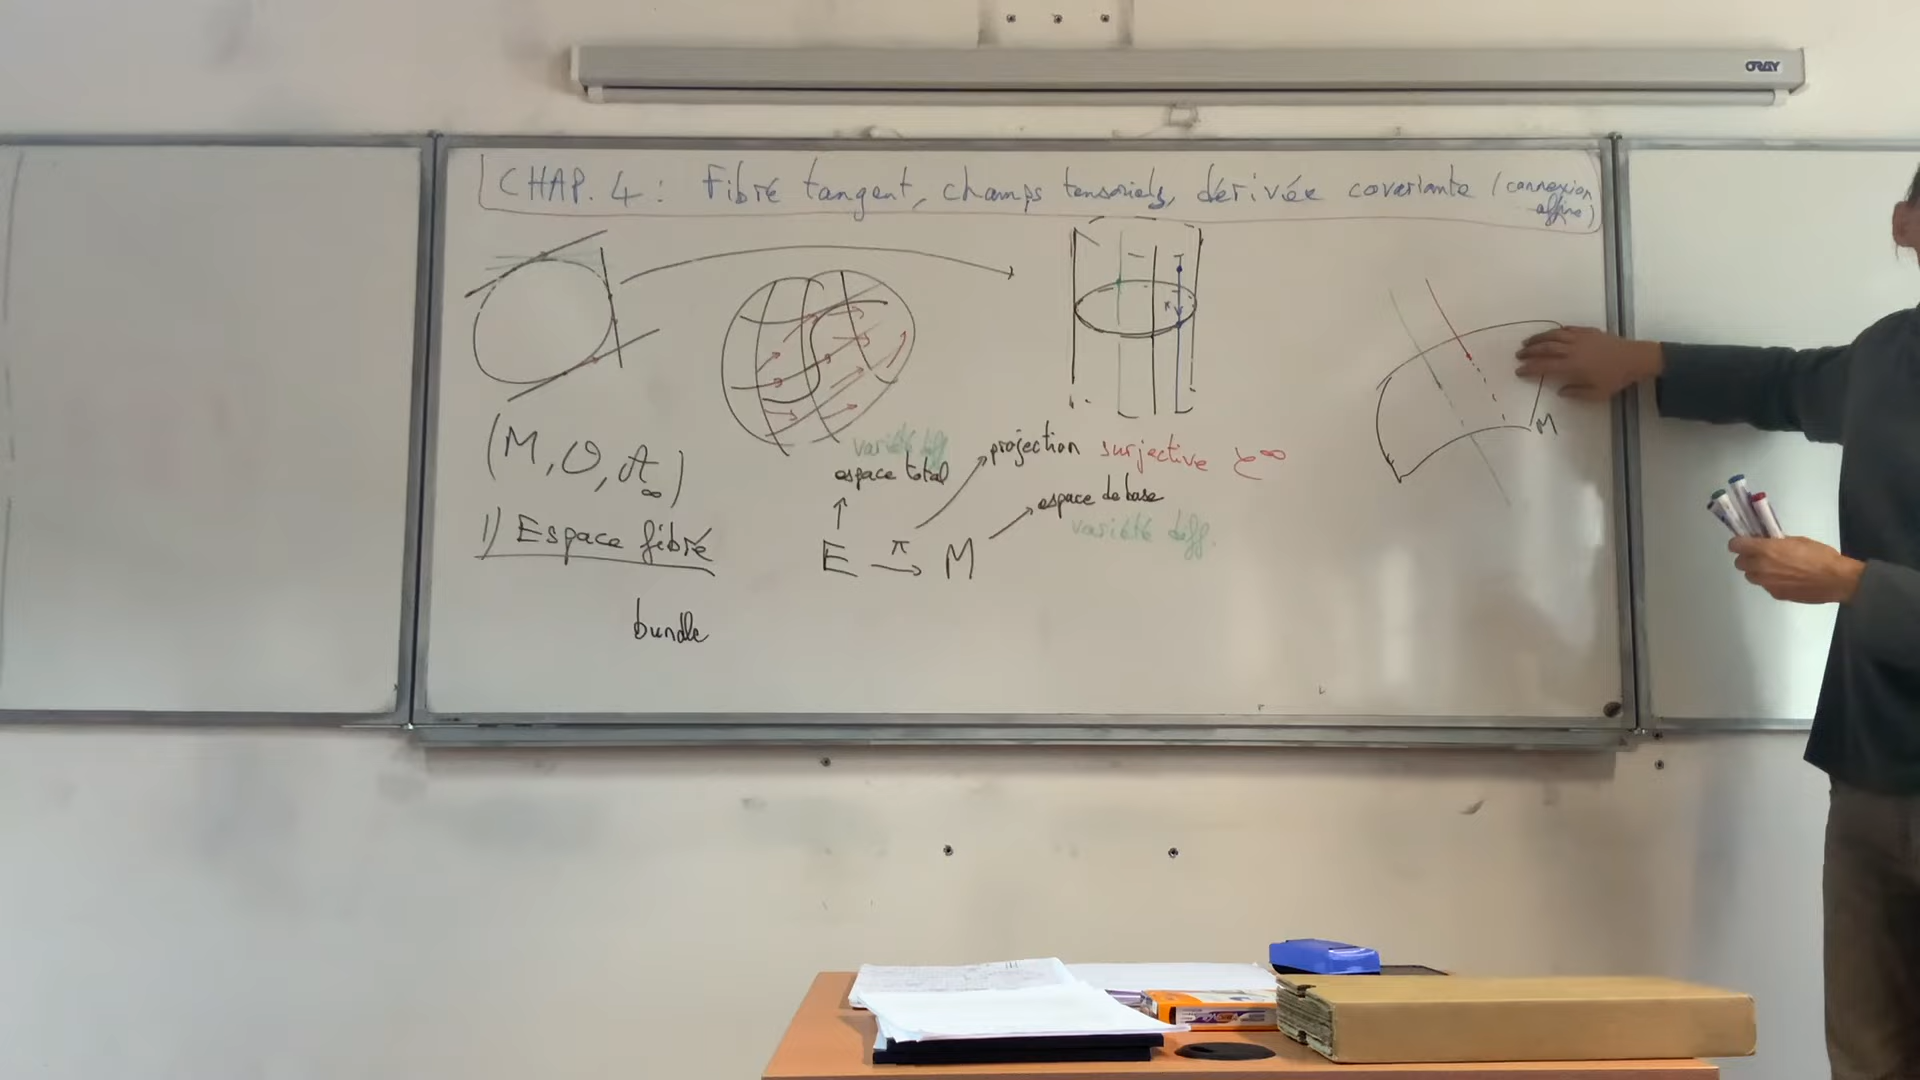 ORAY
CHAP. 4 : Fibré tangent, champs tensoriels, dérivée covariante (connexion
affine)
(M, O, A∞)
variété diff
espace total
projection surjective C∞
espace de base
variété diff.
1) Espace fibré
E π→ M
bundle
M